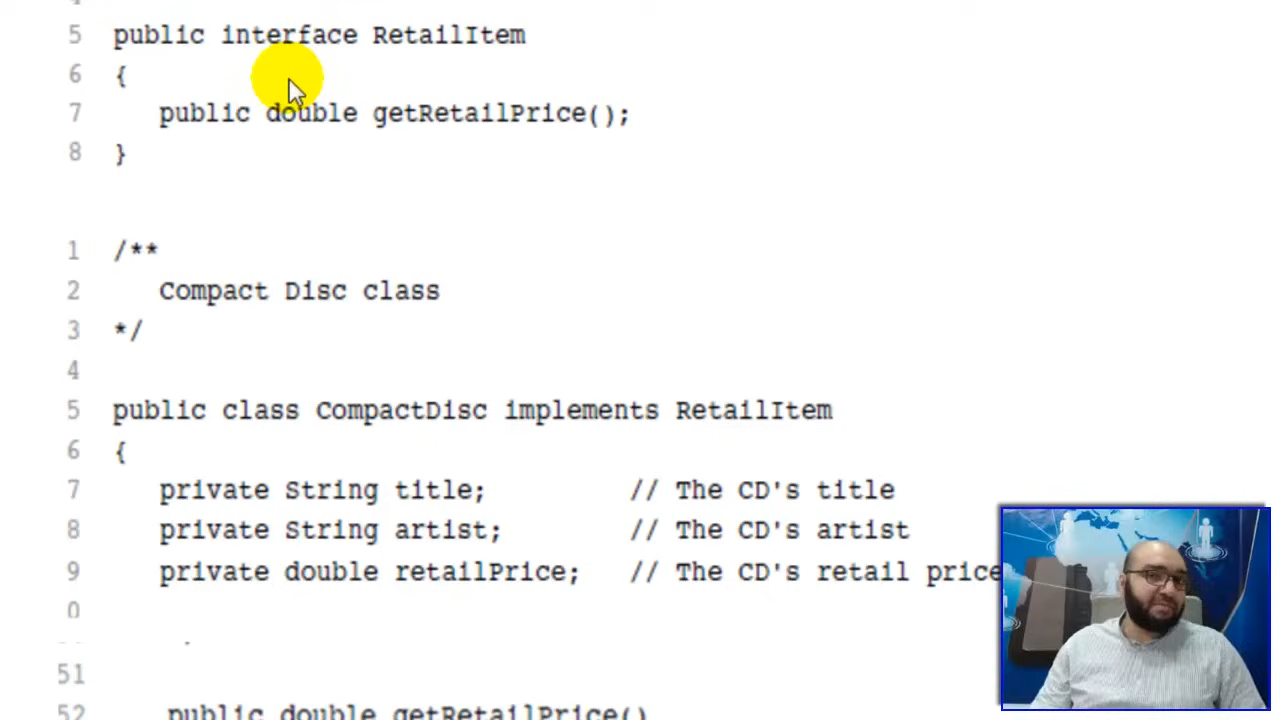 5 public interface RetailItem
6 {
7 public double getRetailPrice();
8 }
1 /**
2 Compact Disc class
3 */
4
5 public class CompactDisc implements RetailItem
6 {
7 private String title; // The CD's title
8 private String artist; // The CD's artist
9 private double retailPrice; // The CD's retail price
0
51
52 public double getRetailPrice()